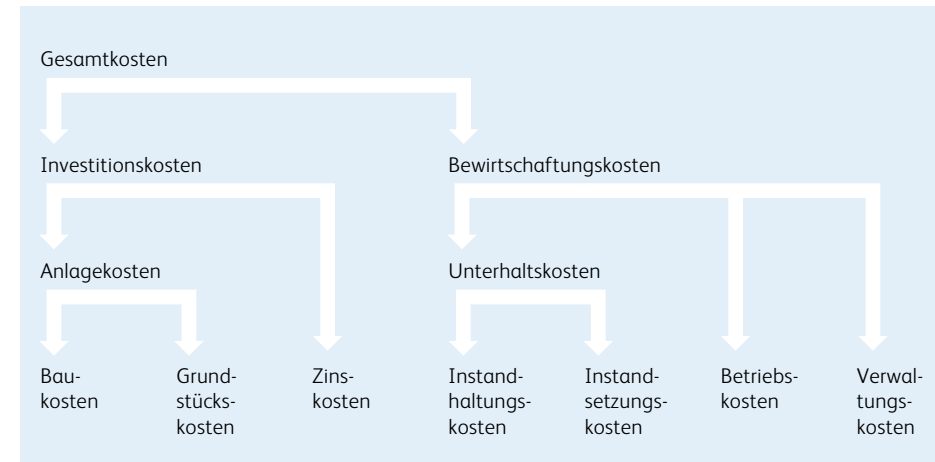 Gesamtkosten
Investitionskosten
Bewirtschaftungskosten
Anlagekosten
Unterhaltskosten
Bau-
kosten
Grund-
stücks-
kosten
Zins-
kosten
Instand-
haltungs-
kosten
Instand-
setzungs-
kosten
Betriebs-
kosten
Verwal-
tungs-
kosten